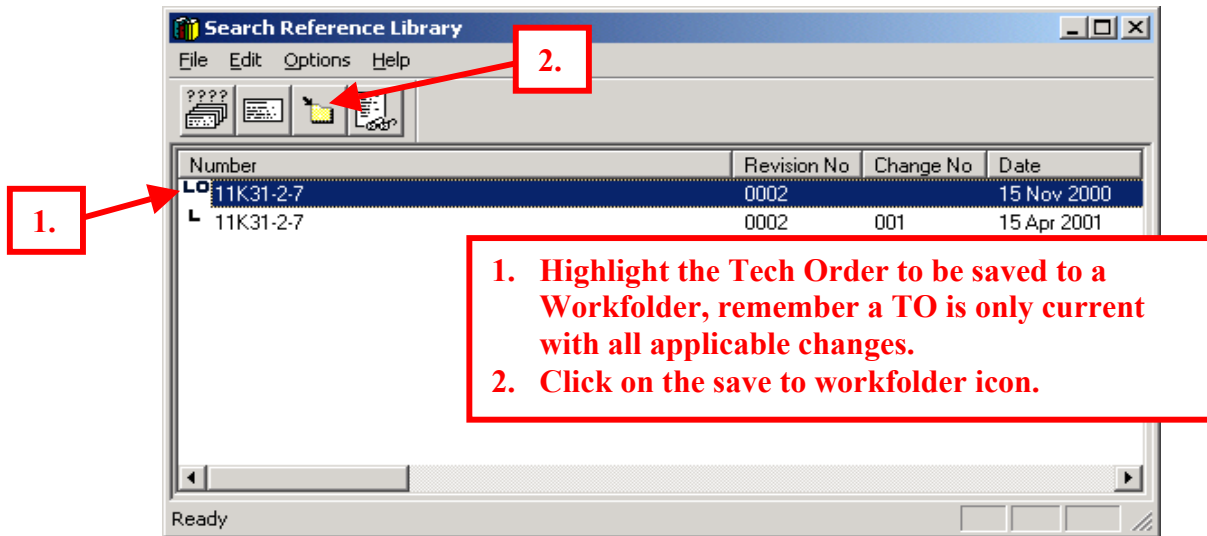 Search Reference Library
File Edit Options Help
2.
????
Number Revision No Change No Date
LO 11K31-2-7 0002 15 Nov 2000
L 11K31-2-7 0002 001 15 Apr 2001
1.
1. Highlight the Tech Order to be saved to a
Workfolder, remember a TO is only current
with all applicable changes.
2. Click on the save to workfolder icon.
Ready